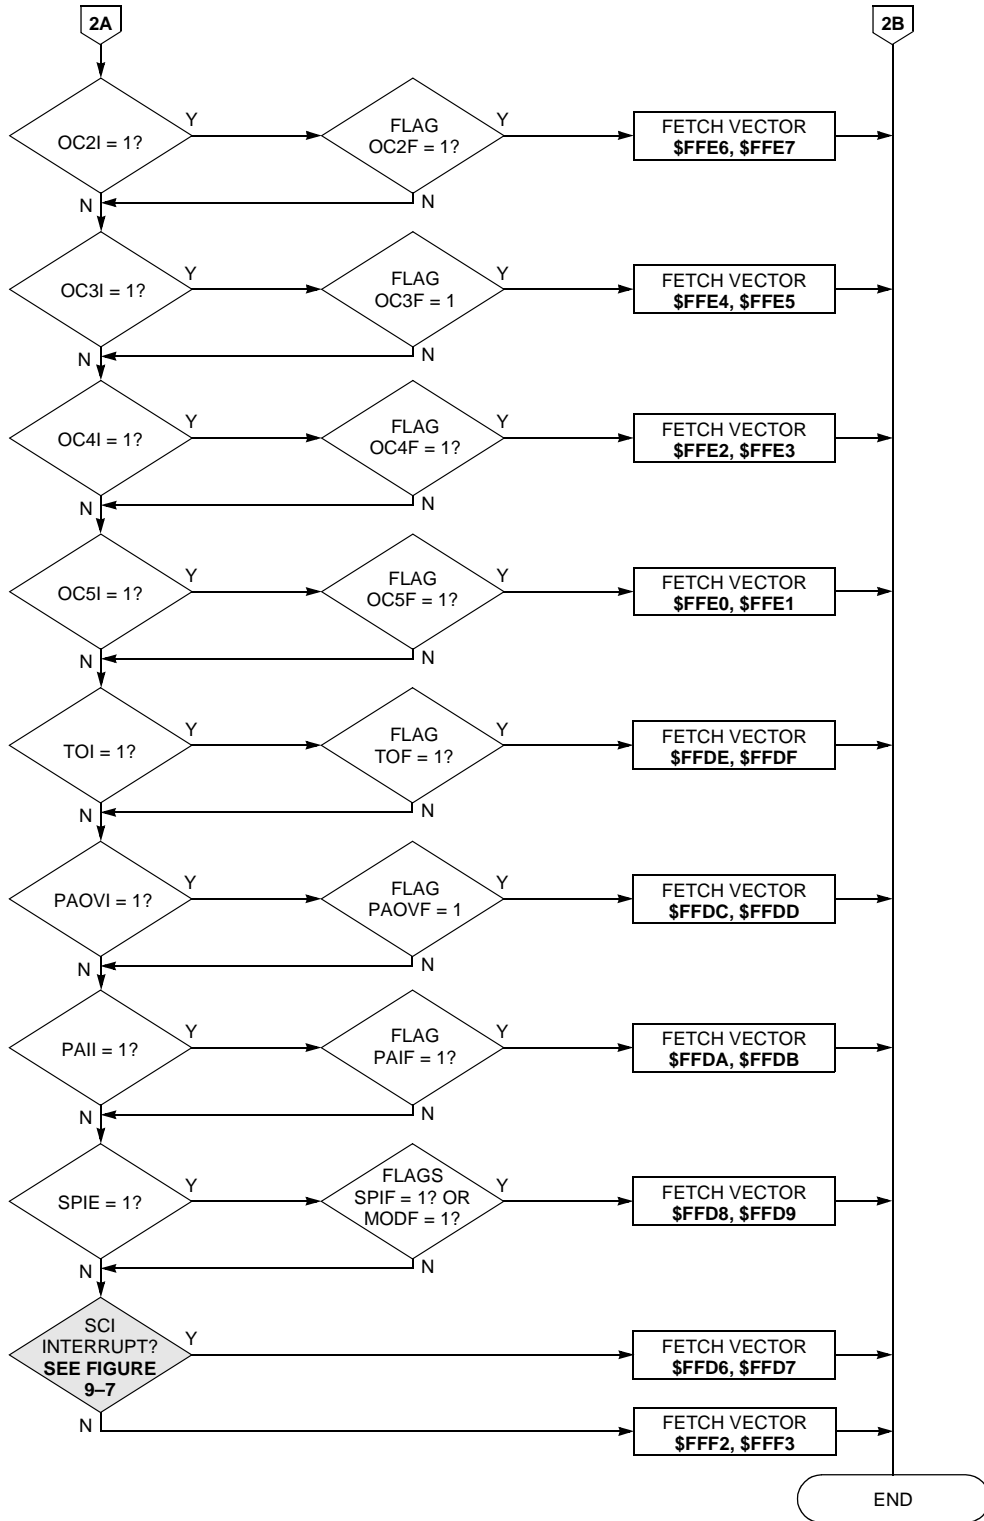 2A
2B
OC2I = 1?
Y
FLAG
OC2F = 1?
Y
FETCH VECTOR
$FFE6, $FFE7
N
N
OC3I = 1?
Y
FLAG
OC3F = 1
Y
FETCH VECTOR
$FFE4, $FFE5
N
N
OC4I = 1?
Y
FLAG
OC4F = 1?
Y
FETCH VECTOR
$FFE2, $FFE3
N
N
OC5I = 1?
Y
FLAG
OC5F = 1?
Y
FETCH VECTOR
$FFE0, $FFE1
N
N
TOI = 1?
Y
FLAG
TOF = 1?
Y
FETCH VECTOR
$FFDE, $FFDF
N
N
PAOVI = 1?
Y
FLAG
PAOVF = 1
Y
FETCH VECTOR
$FFDC, $FFDD
N
N
PAII = 1?
Y
FLAG
PAIF = 1?
Y
FETCH VECTOR
$FFDA, $FFDB
N
N
SPIE = 1?
Y
FLAGS
SPIF = 1? OR
MODF = 1?
Y
FETCH VECTOR
$FFD8, $FFD9
N
N
SCI
INTERRUPT?
SEE FIGURE
9–7
Y
FETCH VECTOR
$FFD6, $FFD7
N
FETCH VECTOR
$FFF2, $FFF3
END